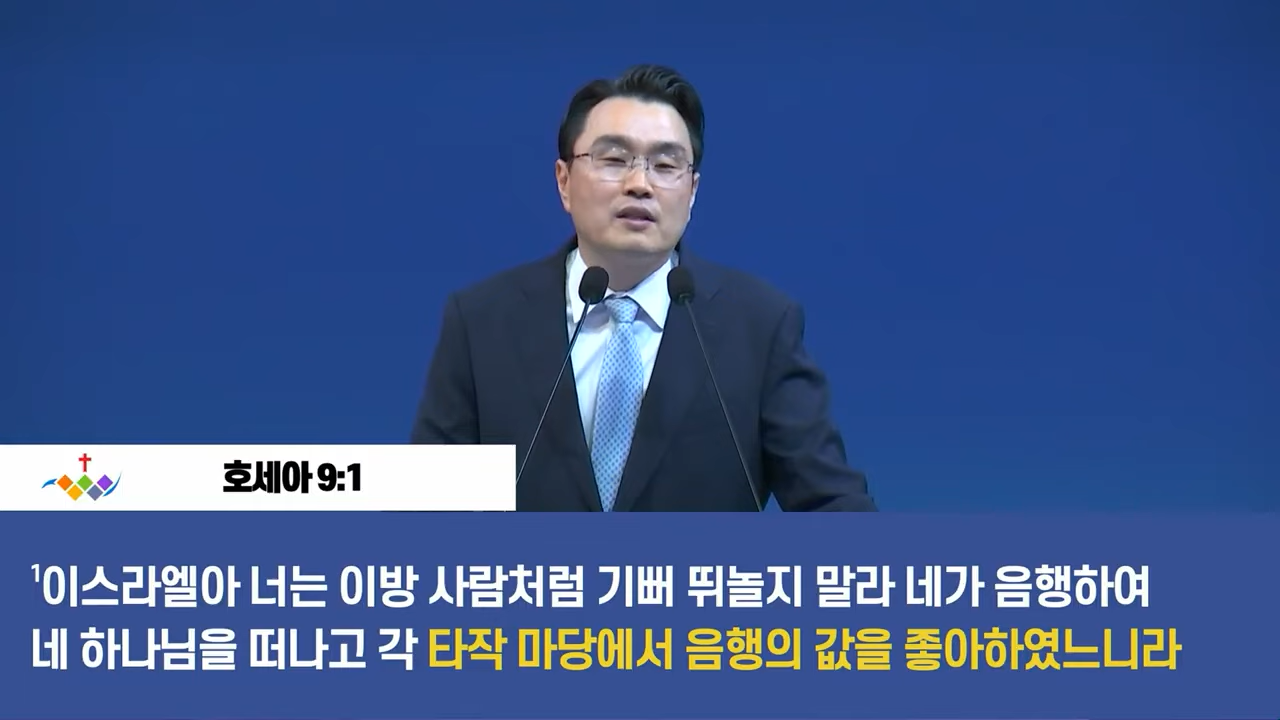 호세아 9:1
1이스라엘아 너는 이방 사람처럼 기뻐 뛰놀지 말라 네가 음행하여
네 하나님을 떠나고 각 타작 마당에서 음행의 값을 좋아하였느니라